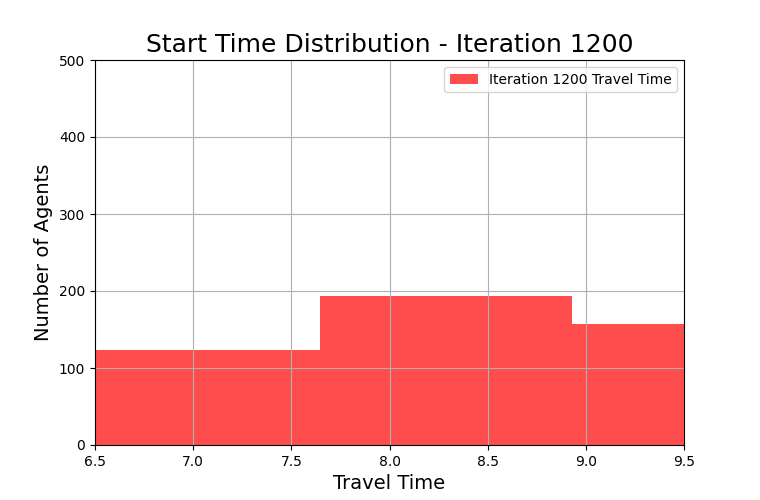 Start Time Distribution - Iteration 1200
Iteration 1200 Travel Time
Number of Agents
500
400
300
200
100
0
6.5 7.0 7.5 8.0 8.5 9.0 9.5
Travel Time